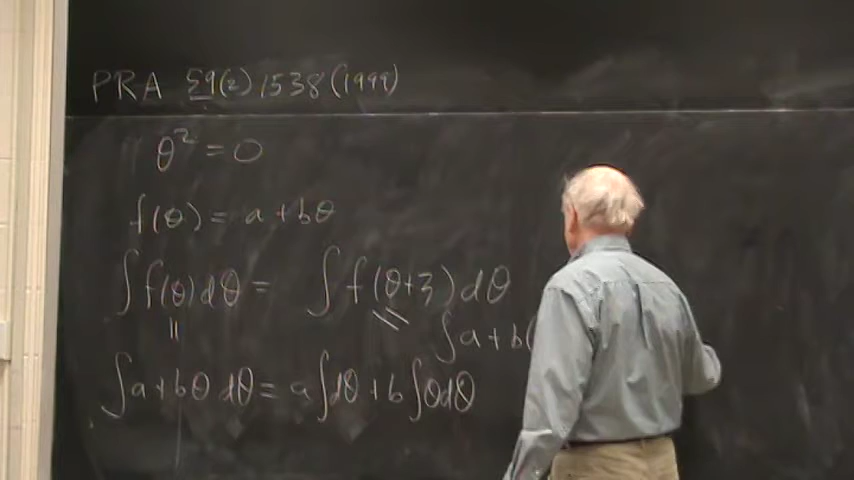 PRA 59(2) 1538 (1999)
θ² = 0
f(θ) = a + bθ
∫ f(θ) dθ = ∫ f(θ+ξ) dθ
∫ a + b(
∫ a + bθ dθ = a ∫ dθ + b ∫ θdθ